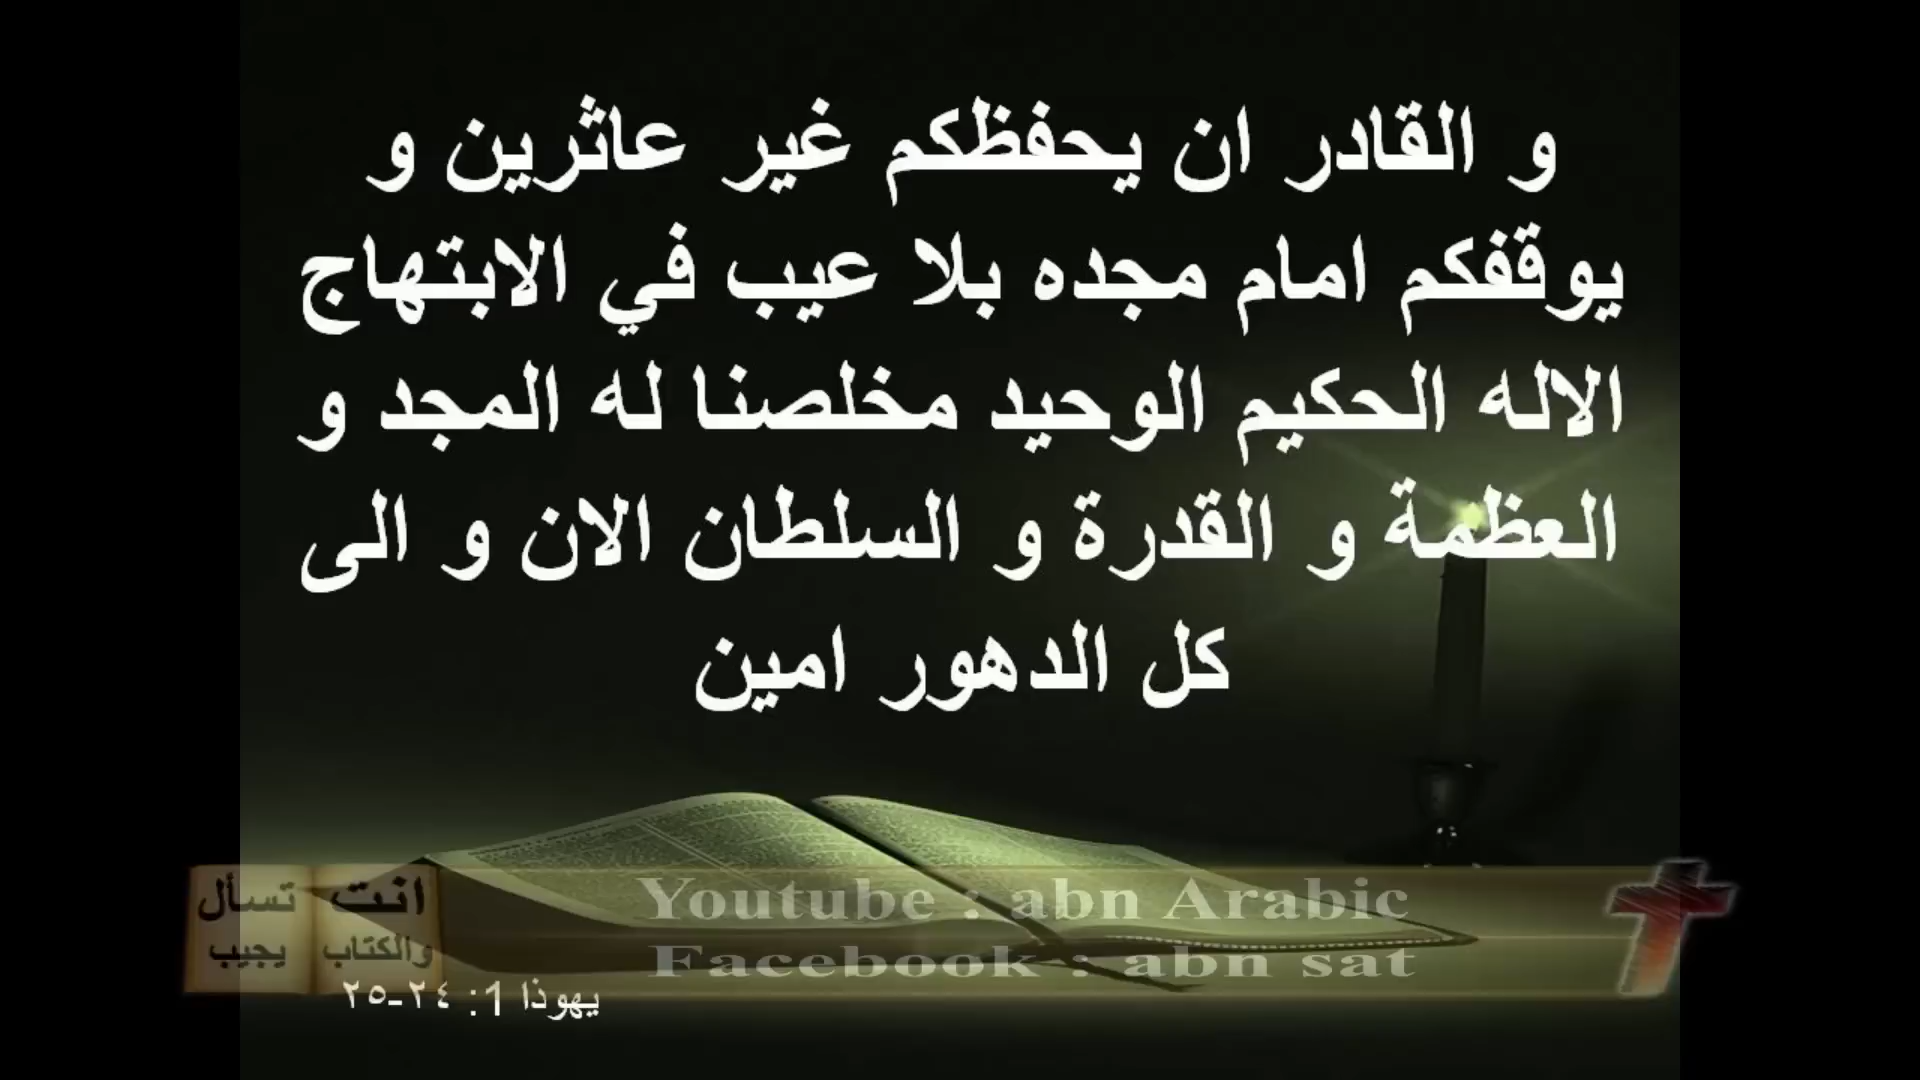 و القادر ان يحفظكم غير عاثرين و
يوقفكم امام مجده بلا عيب في الابتهاج
الاله الحكيم الوحيد مخلصنا له المجد و
العظمة و القدرة و السلطان الان و الى
كل الدهور امين
انت تسأل
والكتاب يجيب
Youtube : abn Arabic
Facebook : abn sat
يهوذا 1: ٢٤-٢٥